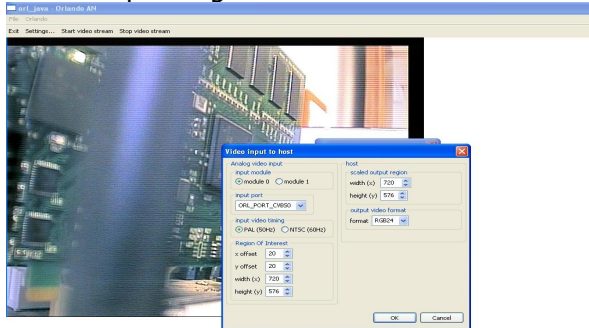 orl_java - Orlando AN
File Orlando
Exit Settings... Start video stream Stop video stream
Video input to host
Analog video input
input module
module 0 module 1
input port
ORL_PORT_CVBS0
input video timing
PAL (50Hz) NTSC (60Hz)
Region Of Interest
x offset 20
y offset 20
width (x) 720
height (y) 576
host
scaled output region
width (x) 720
height (y) 576
output video format
format RGB24
OK Cancel